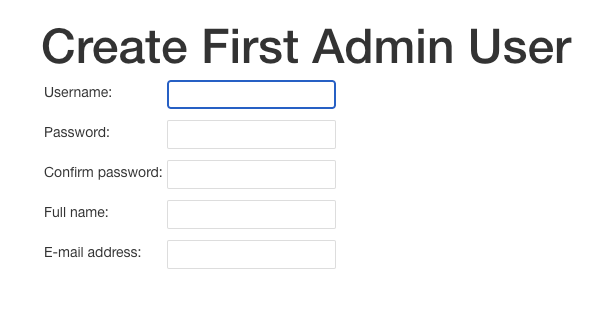 Create First Admin User
Username:
Password:
Confirm password:
Full name:
E-mail address: